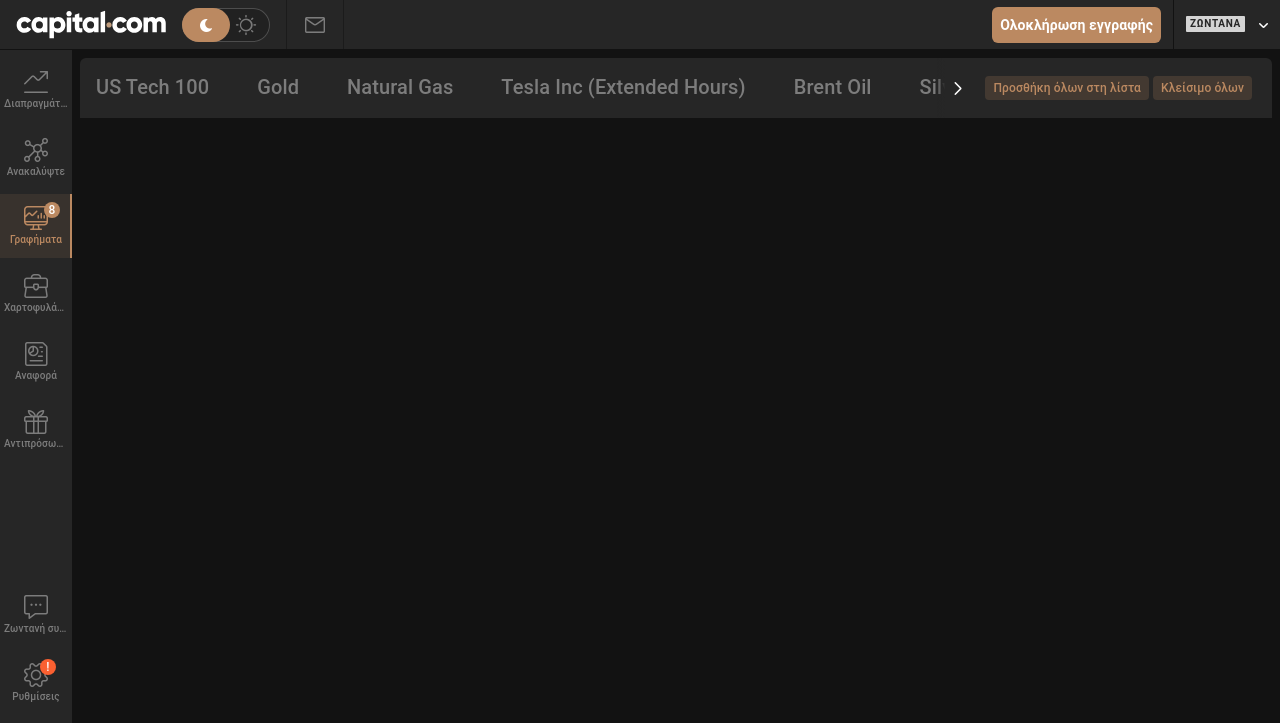 capital.com
Ολοκλήρωση εγγραφής
ΖΩΝΤΑΝΆ
US Tech 100
Gold
Natural Gas
Tesla Inc (Extended Hours)
Brent Oil
Sil
Προσθήκη όλων στη λίστα
Κλείσιμο όλων
Διαπραγμάτ...
Ανακαλύψτε
8
Γραφήματα
Χαρτοφυλά...
Αναφορά
Αντιπρόσω...
Ζωντανή συ...
!
Ρυθμίσεις